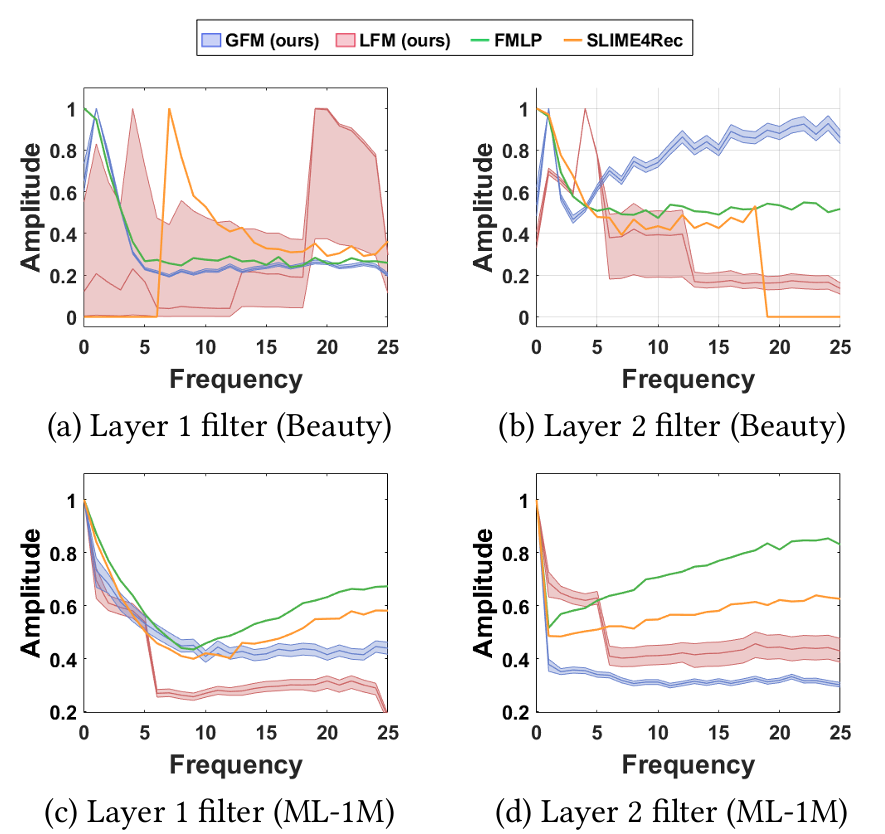 GFM (ours) LFM (ours) FMLP SLIME4Rec
1
0.8
0.6
0.4
0.2
0
Amplitude
0 5 10 15 20 25
Frequency
(a) Layer 1 filter (Beauty)
1
0.8
0.6
0.4
0.2
0
Amplitude
0 5 10 15 20 25
Frequency
(b) Layer 2 filter (Beauty)
1
0.8
0.6
0.4
0.2
Amplitude
0 5 10 15 20 25
Frequency
(c) Layer 1 filter (ML-1M)
1
0.8
0.6
0.4
0.2
Amplitude
0 5 10 15 20 25
Frequency
(d) Layer 2 filter (ML-1M)